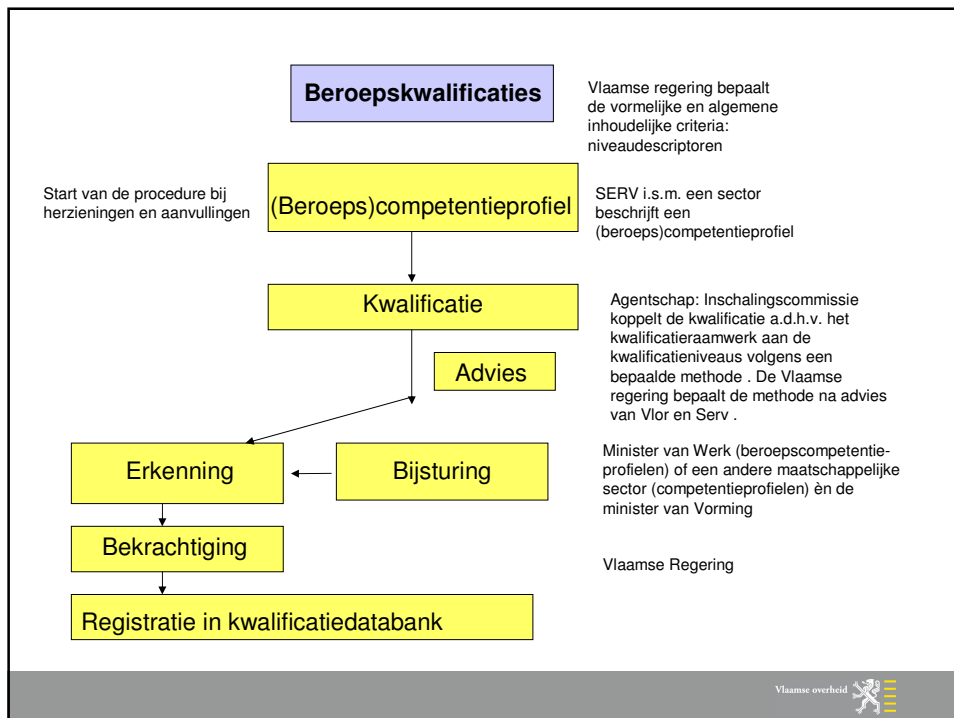 Beroepskwalificaties
Vlaamse regering bepaalt
de vormelijke en algemene
inhoudelijke criteria:
niveaudescriptoren
Start van de procedure bij
herzieningen en aanvullingen
(Beroeps)competentieprofiel
SERV i.s.m. een sector
beschrijft een
(beroeps)competentieprofiel
Kwalificatie
Agentschap: Inschalingscommissie
koppelt de kwalificatie a.d.h.v. het
kwalificatieraamwerk aan de
kwalificatieniveaus volgens een
bepaalde methode . De Vlaamse
regering bepaalt de methode na advies
van Vlor en Serv .
Advies
Erkenning
Bijsturing
Minister van Werk (beroepscompetentie-
profielen) of een andere maatschappelijke
sector (competentieprofielen) èn de
minister van Vorming
Bekrachtiging
Vlaamse Regering
Registratie in kwalificatiedatabank
Vlaamse overheid